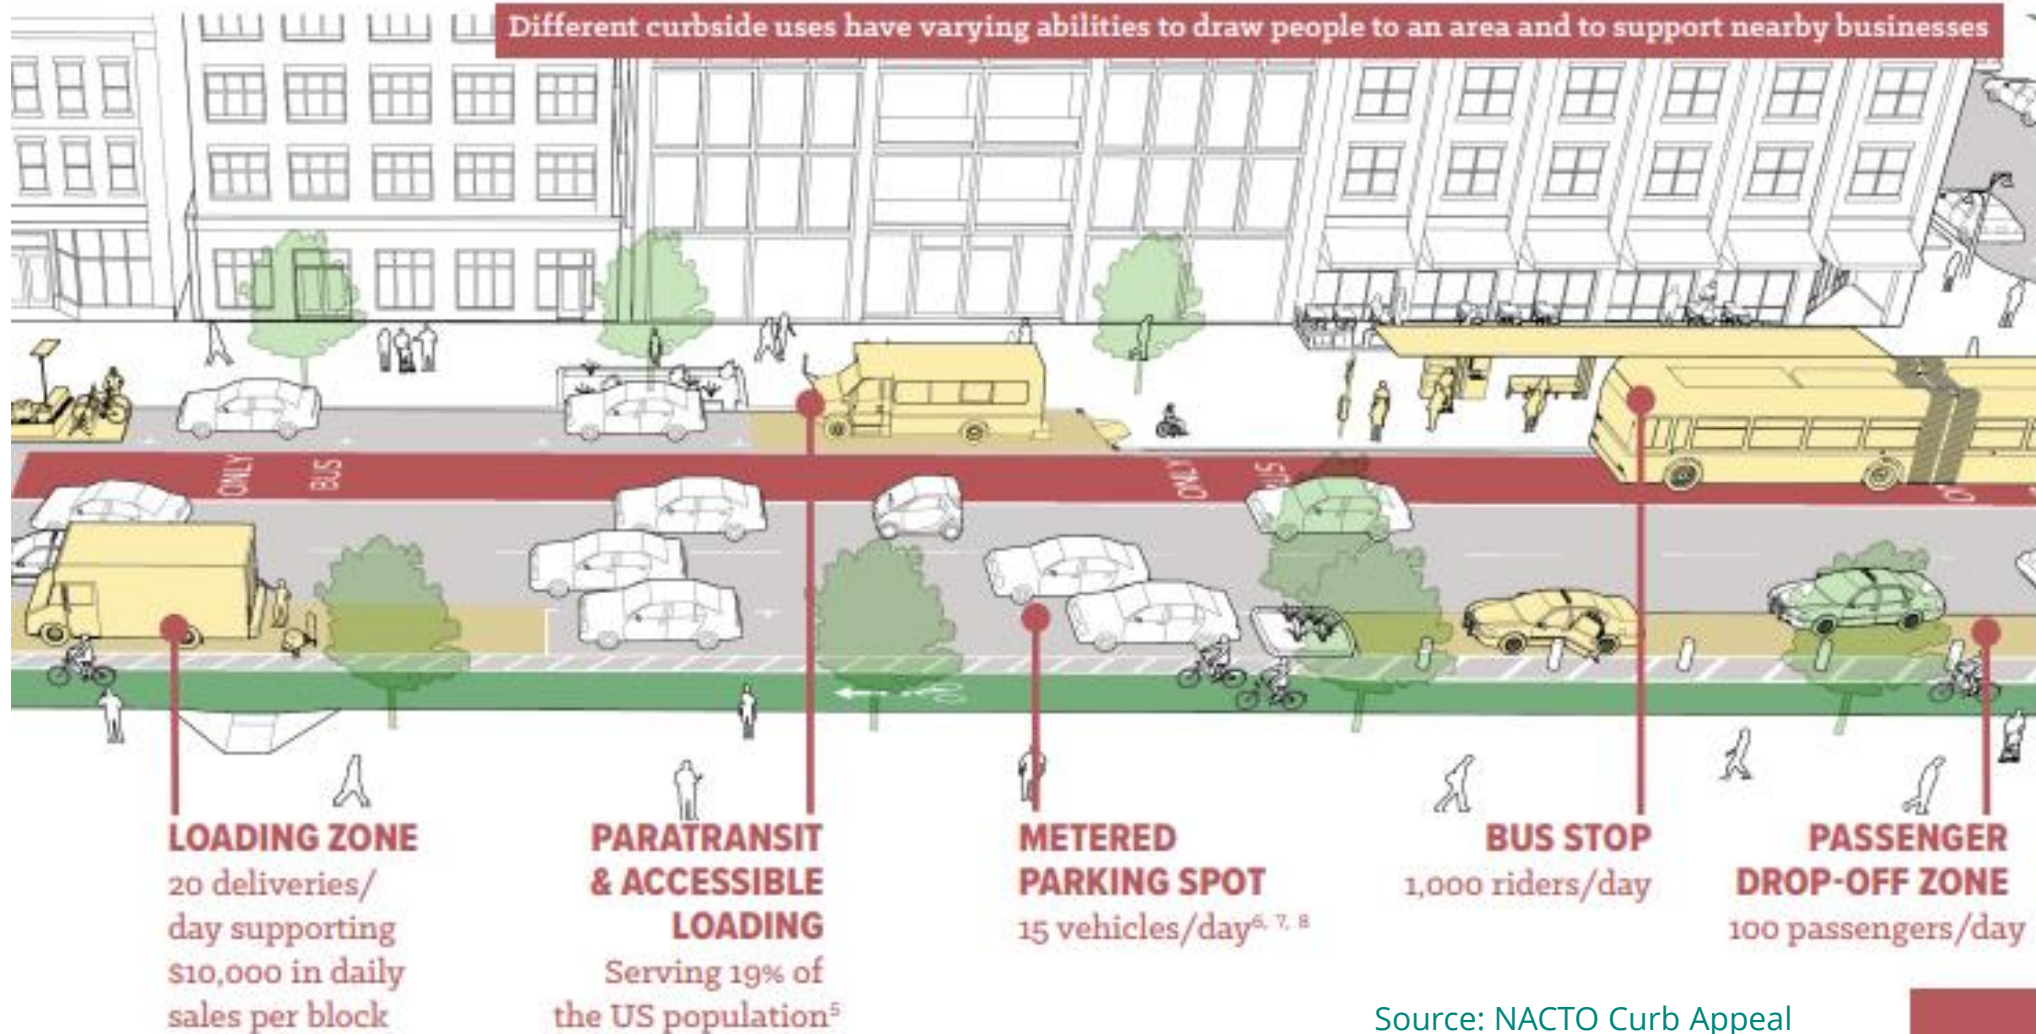 Different curbside uses have varying abilities to draw people to an area and to support nearby businesses
ONLY
BUS
ONLY
LOADING ZONE
20 deliveries/
day supporting
$10,000 in daily
sales per block
PARATRANSIT
& ACCESSIBLE
LOADING
Serving 19% of
the US population⁵
METERED
PARKING SPOT
15 vehicles/day⁶, ⁷, ⁸
BUS STOP
1,000 riders/day
PASSENGER
DROP-OFF ZONE
100 passengers/day
Source: NACTO Curb Appeal